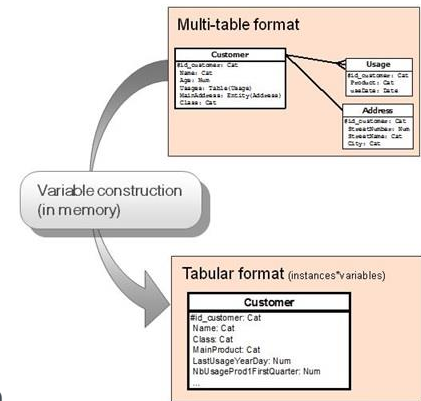 Multi-table format
Customer
#id_customer: Cat
Name: Cat
Age: Num
Usages: Table(Usage)
MainAddress: Entity(Address)
Class: Cat
Usage
#id_customer: Cat
Product: Cat
useDate: Date
Address
#id_customer: Cat
StreetNumber: Num
StreetName: Cat
City: Cat
Variable construction
(in memory)
Tabular format (instances*variables)
Customer
#id_customer: Cat
Name: Cat
Class: Cat
MainProduct: Cat
LastUsageYearDay: Num
NbUsageProd1FirstQuarter: Num
...
)